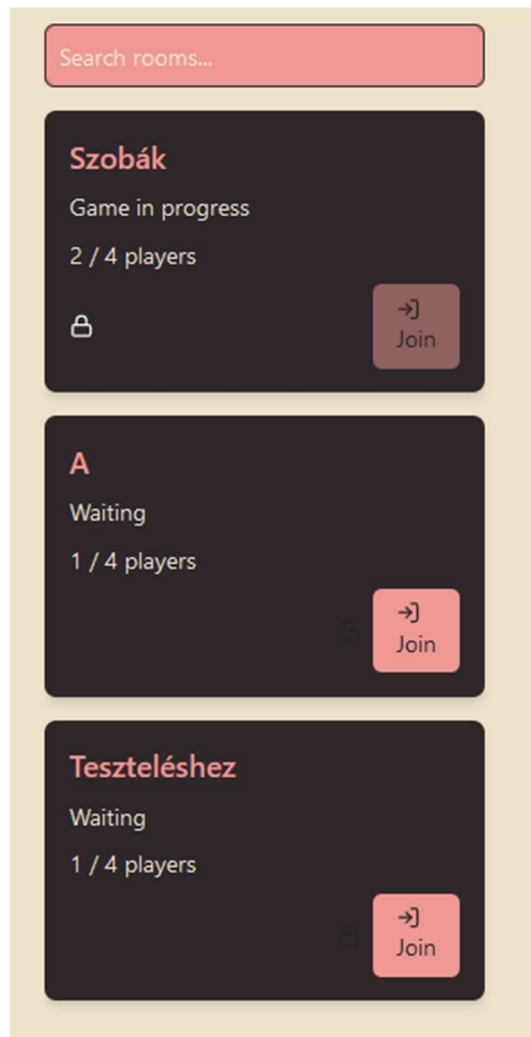 Search rooms...
Szobák
Game in progress
2 / 4 players
Join
A
Waiting
1 / 4 players
Join
Teszteléshez
Waiting
1 / 4 players
Join